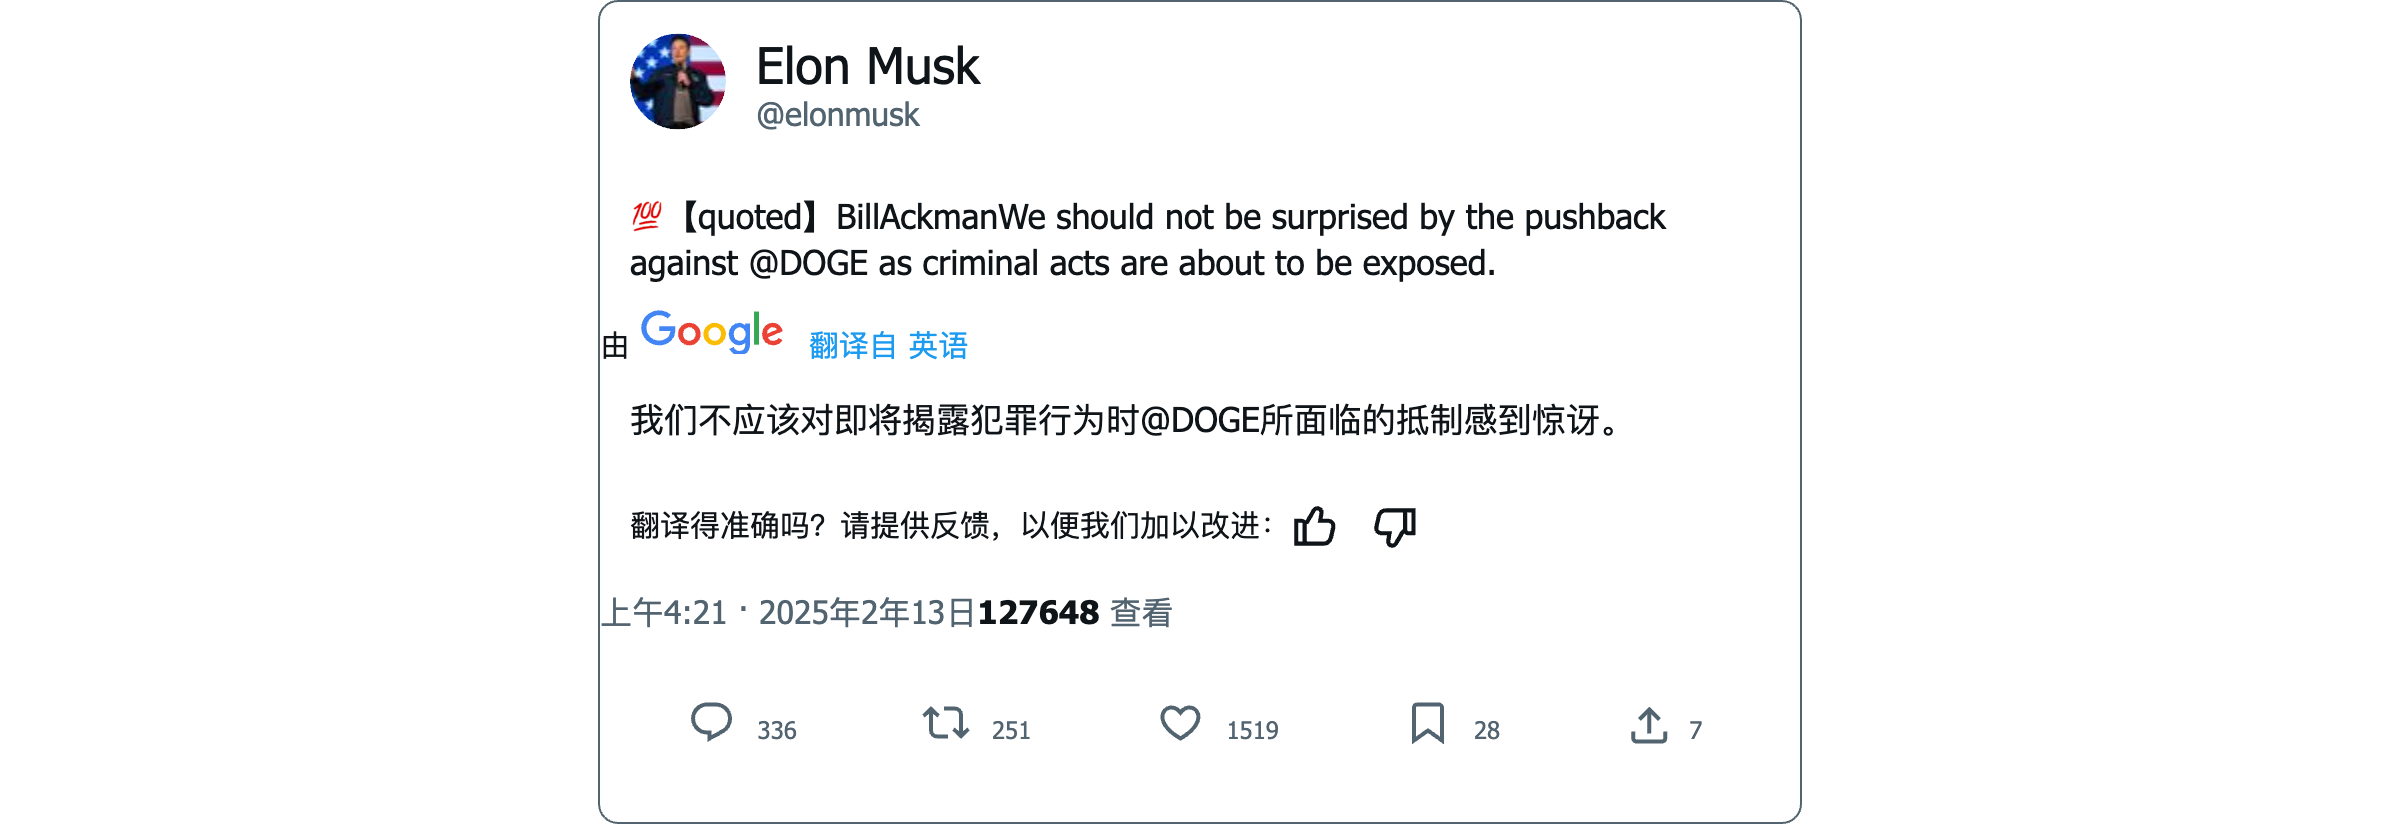 Elon Musk
@elonmusk
💯【quoted】BillAckmanWe should not be surprised by the pushback
against @DOGE as criminal acts are about to be exposed.
由 Google 翻译自 英语
我们不应该对即将揭露犯罪行为时@DOGE所面临的抵制感到惊讶。
翻译得准确吗？请提供反馈，以便我们加以改进：
上午4:21 · 2025年2年13日127648 查看
336 251 1519 28 7